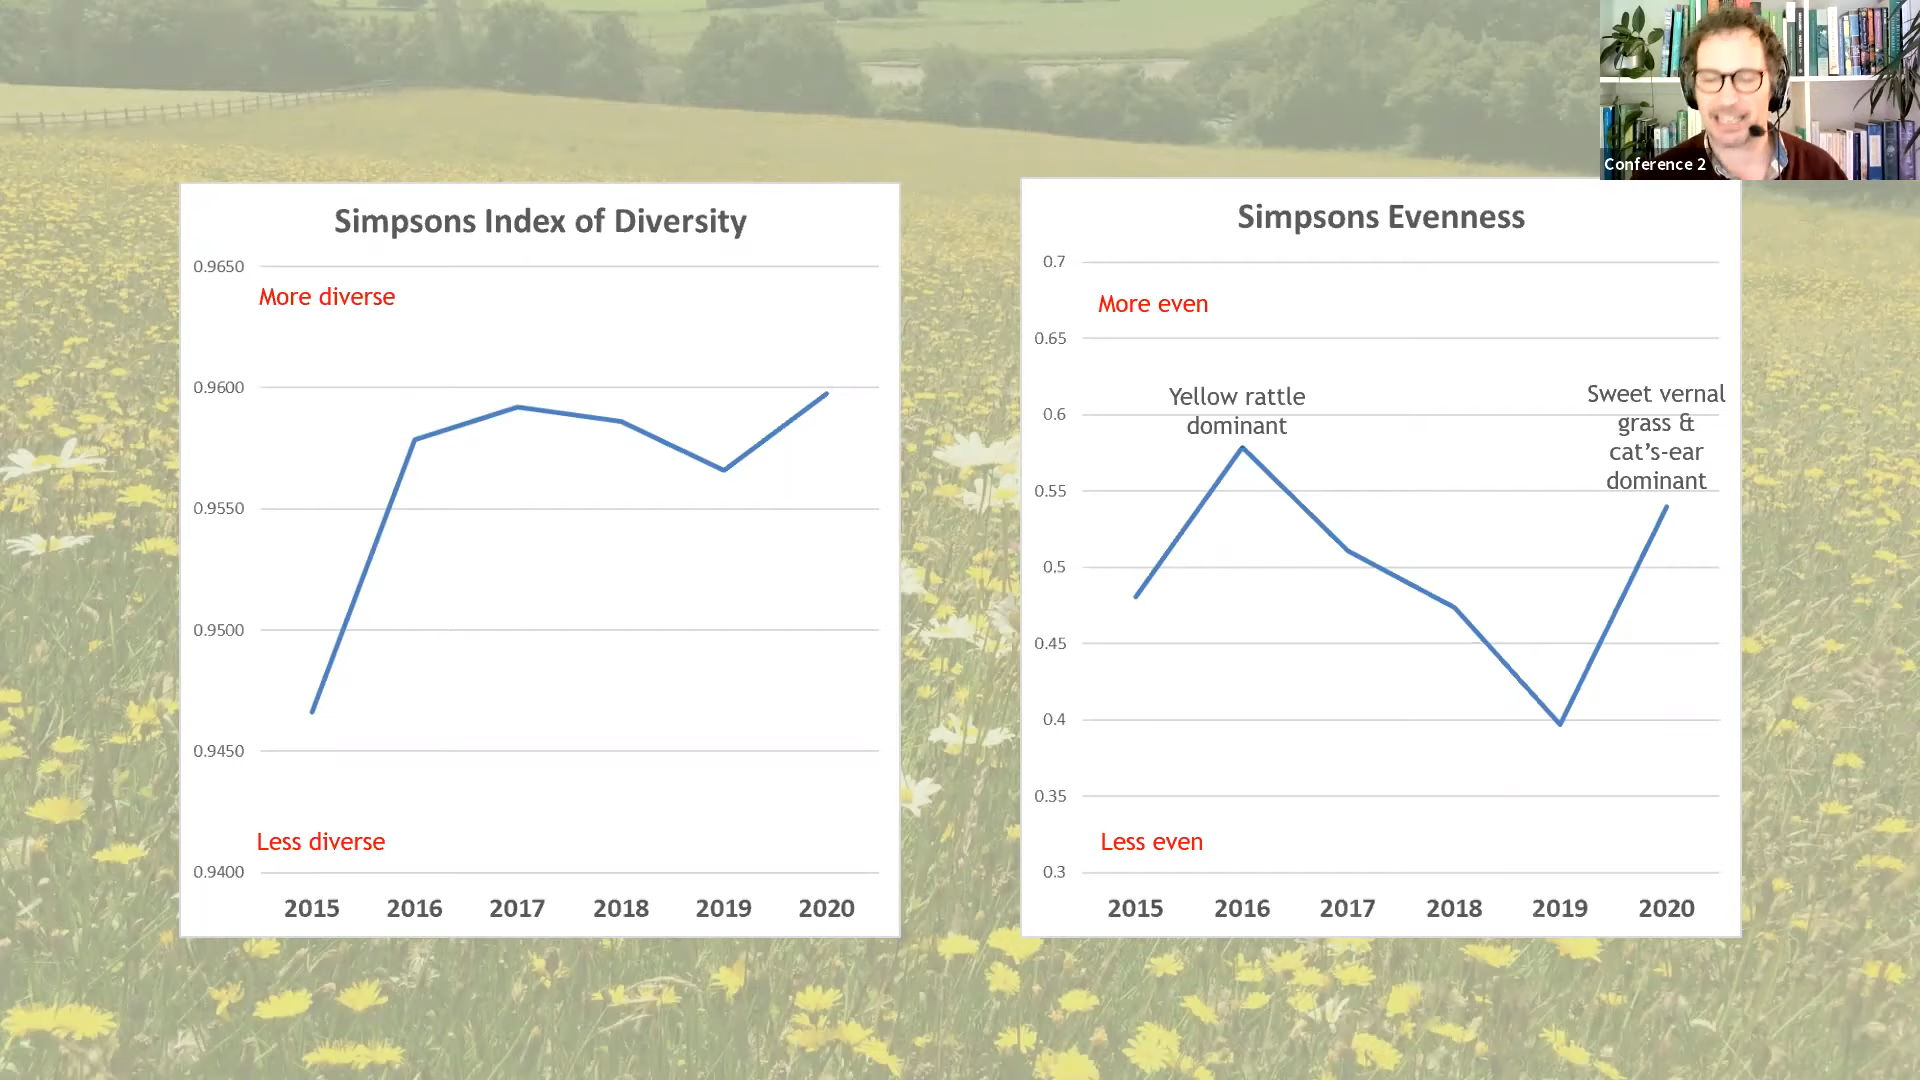 Conference 2
Simpsons Index of Diversity
0.9650
More diverse
0.9600
0.9550
0.9500
0.9450
Less diverse
0.9400
2015 2016 2017 2018 2019 2020
Simpsons Evenness
0.7
More even
0.65
Yellow rattle
dominant
Sweet vernal
grass &
cat’s-ear
dominant
0.6
0.55
0.5
0.45
0.4
0.35
Less even
0.3
2015 2016 2017 2018 2019 2020